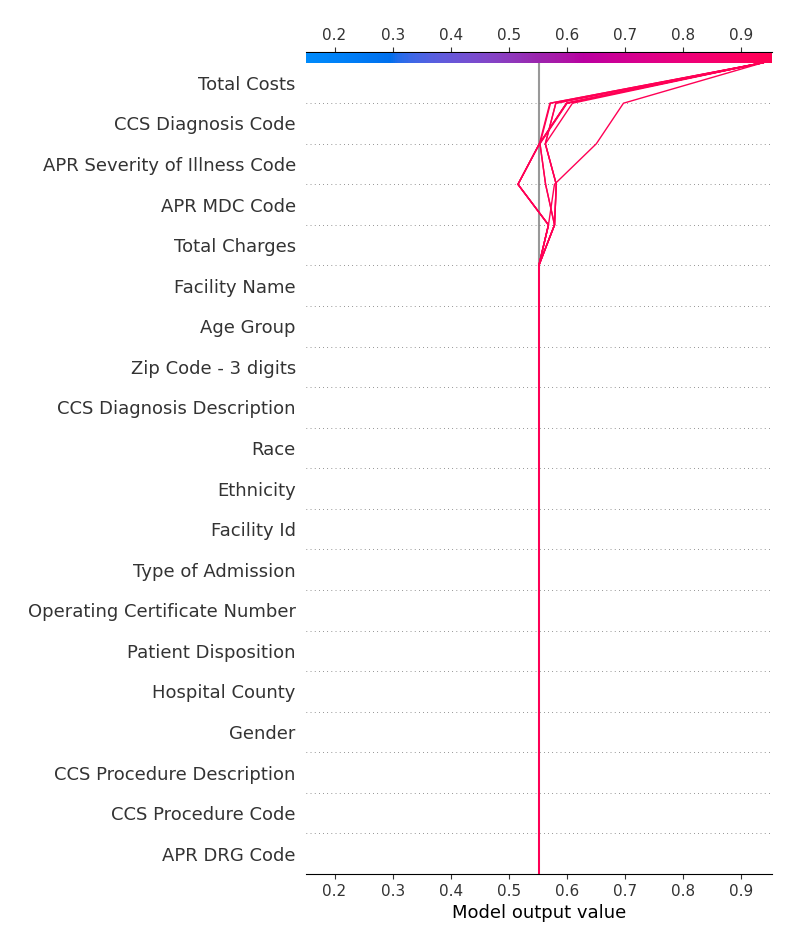 0.2 0.3 0.4 0.5 0.6 0.7 0.8 0.9
Total Costs
CCS Diagnosis Code
APR Severity of Illness Code
APR MDC Code
Total Charges
Facility Name
Age Group
Zip Code - 3 digits
CCS Diagnosis Description
Race
Ethnicity
Facility Id
Type of Admission
Operating Certificate Number
Patient Disposition
Hospital County
Gender
CCS Procedure Description
CCS Procedure Code
APR DRG Code
0.2 0.3 0.4 0.5 0.6 0.7 0.8 0.9
Model output value